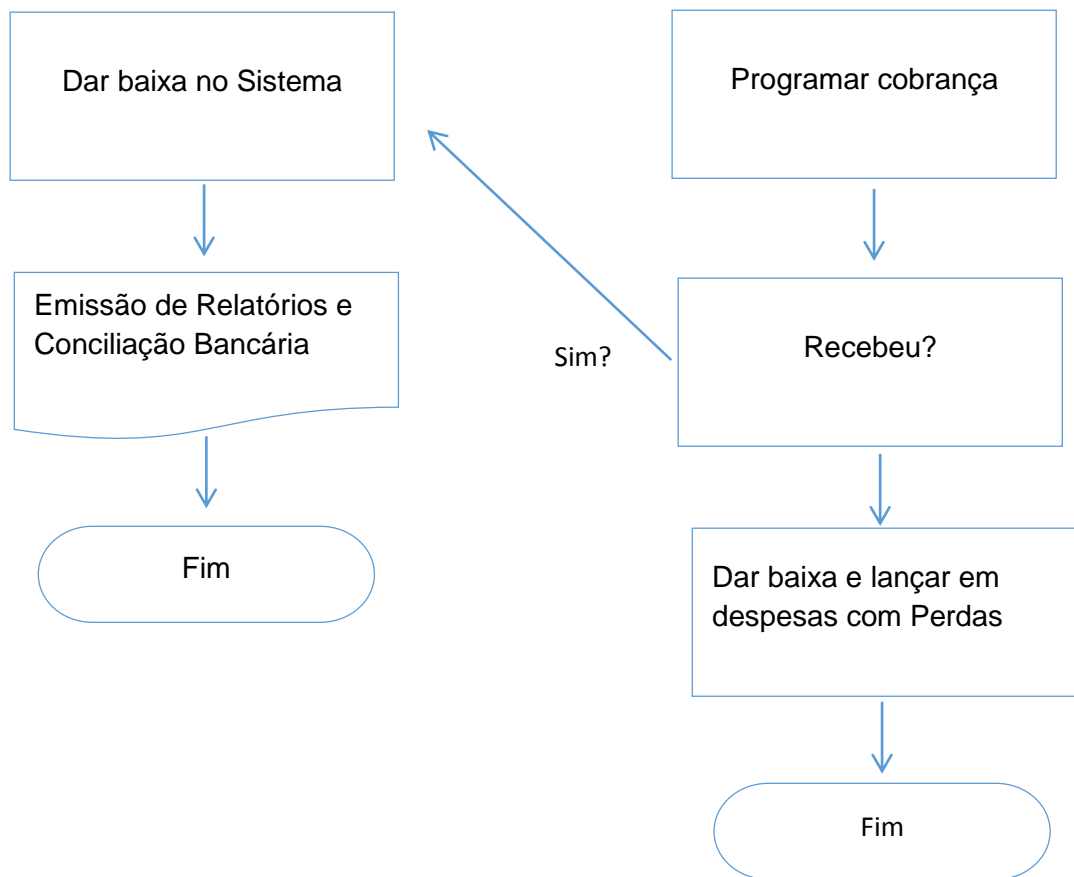 Dar baixa no Sistema
Programar cobrança
Emissão de Relatórios e
Conciliação Bancária
Sim?
Recebeu?
Fim
Dar baixa e lançar em
despesas com Perdas
Fim